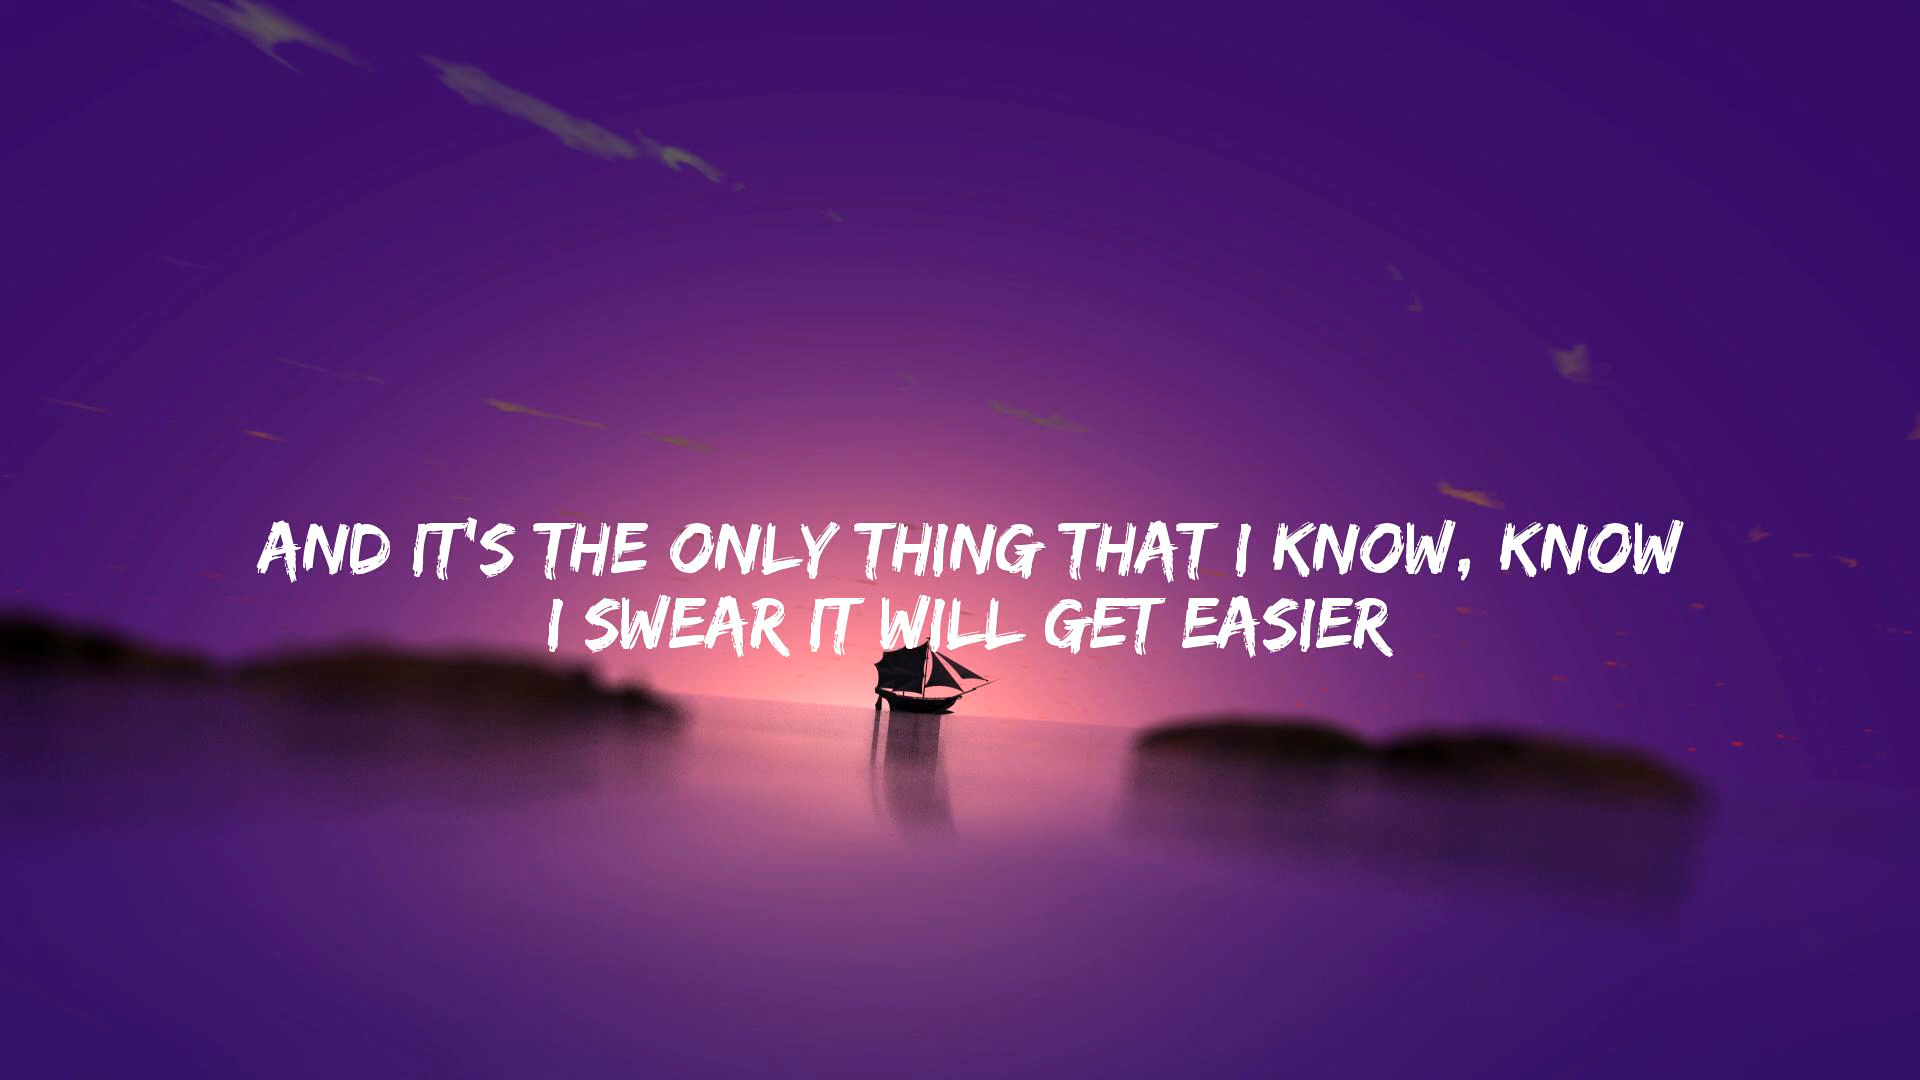 AND IT'S THE ONLY THING THAT I KNOW, KNOW
I SWEAR IT WILL GET EASIER